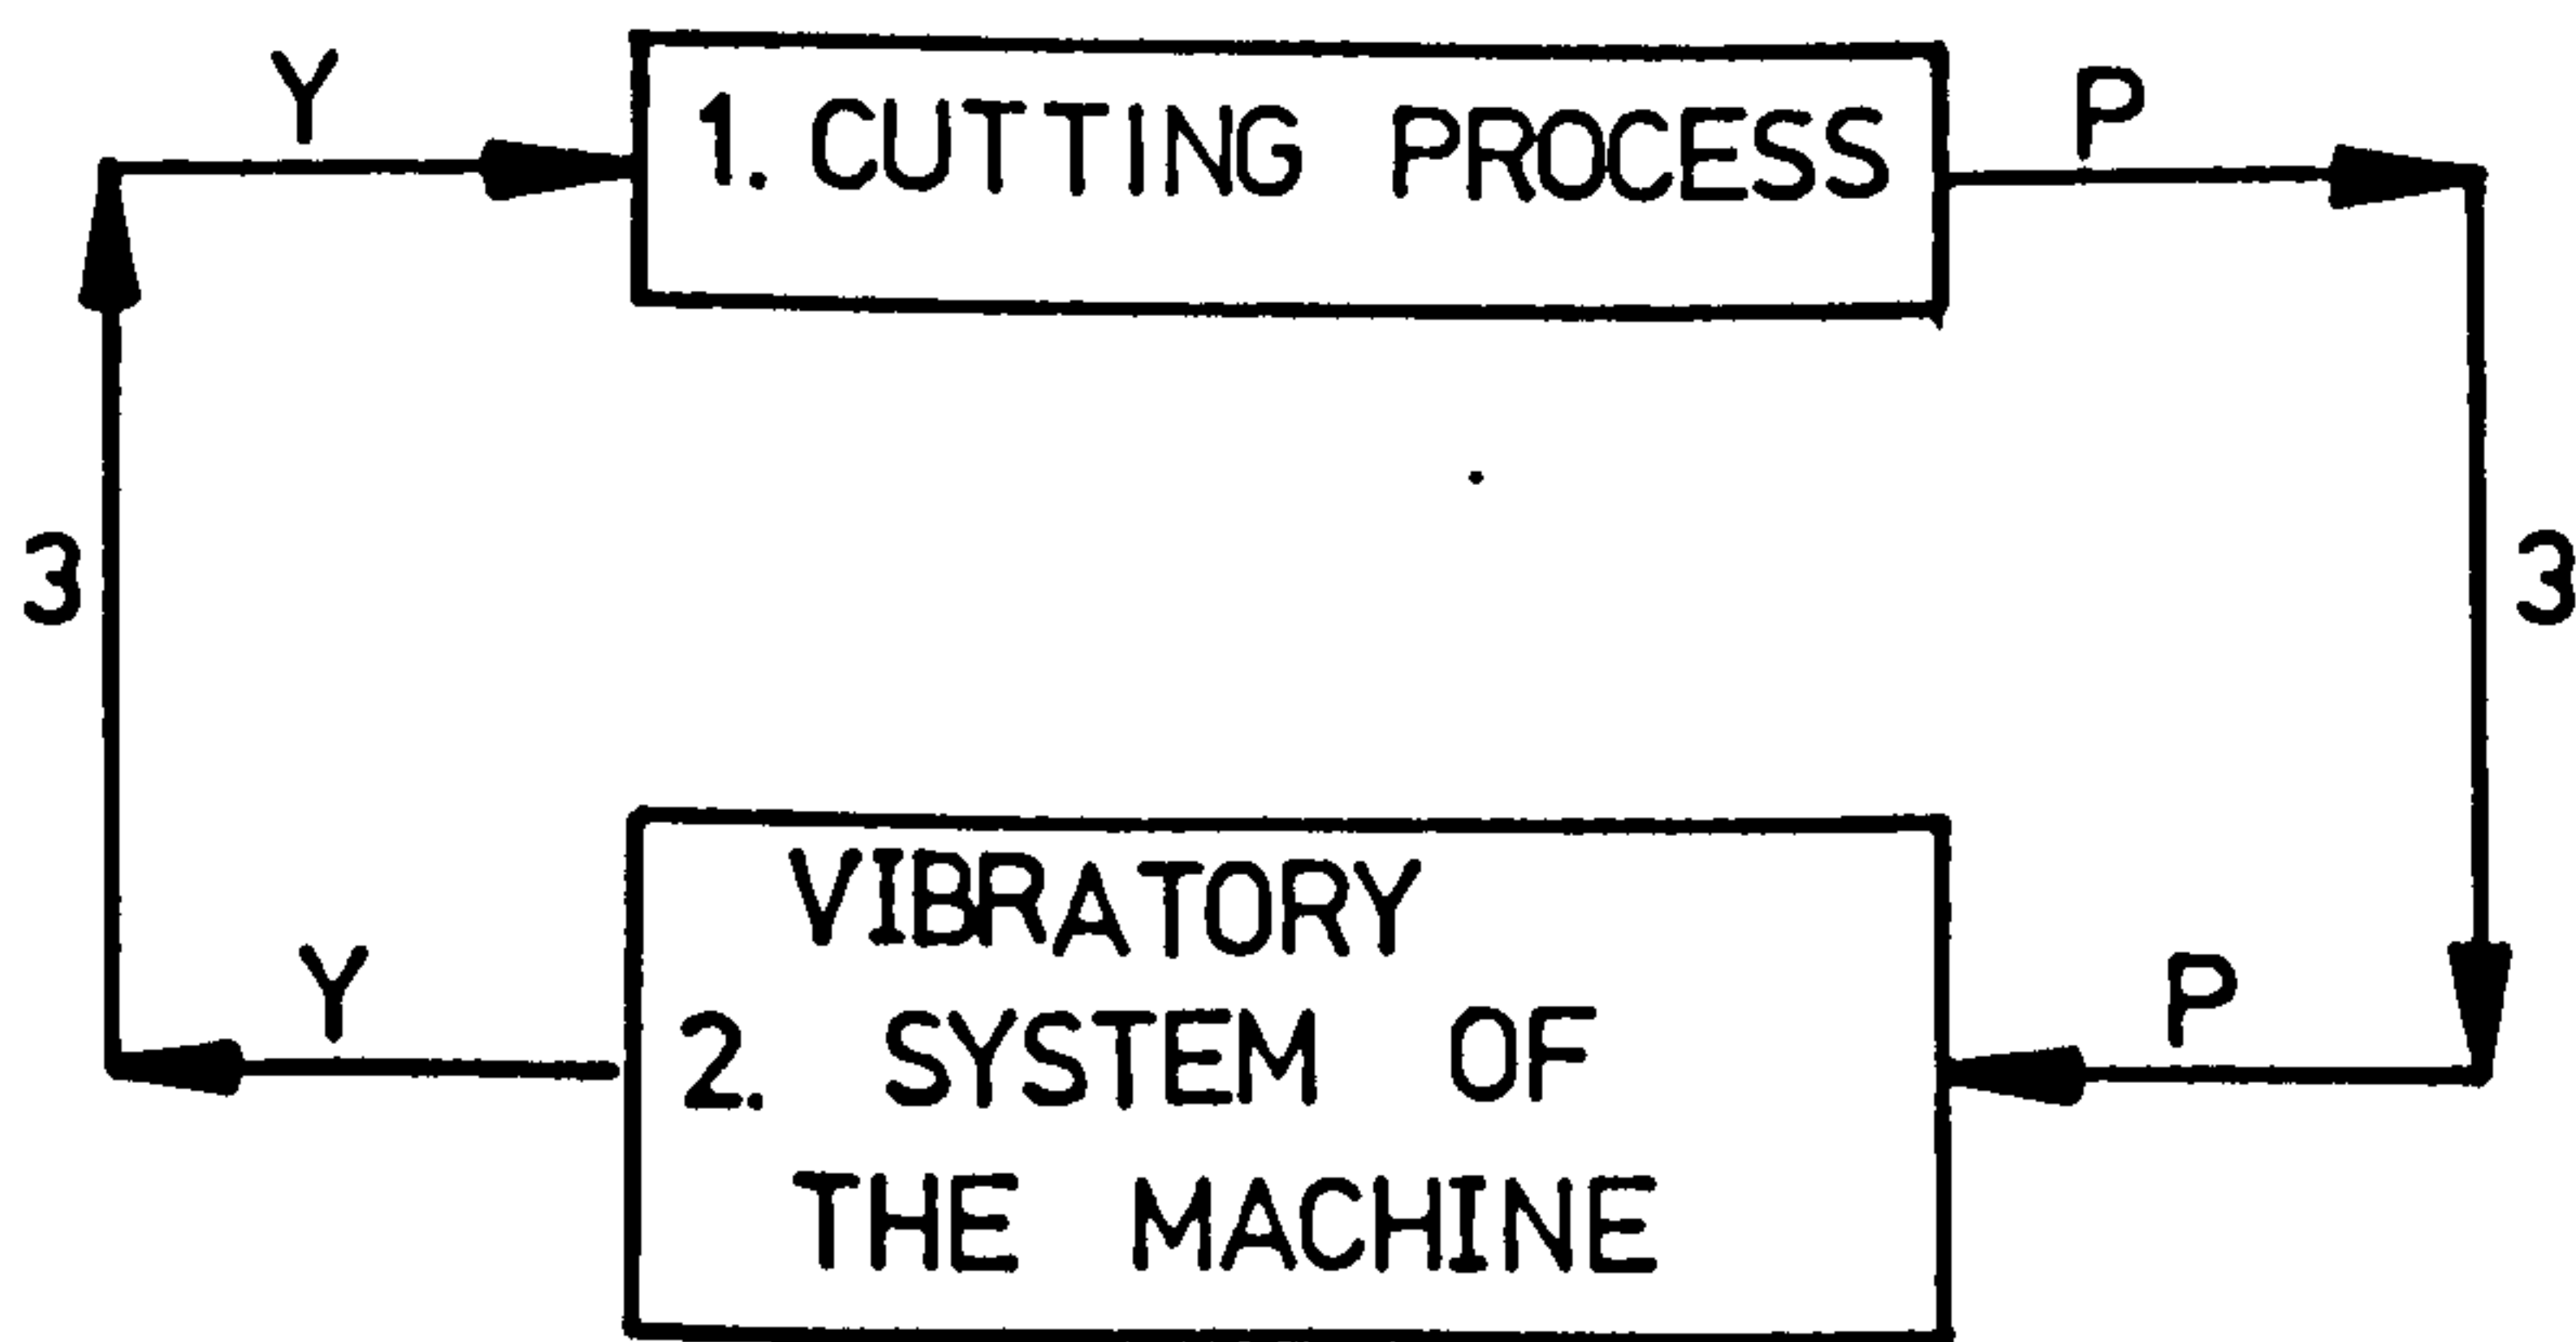 Y
1. CUTTING PROCESS
P
3
3
VIBRATORY
2. SYSTEM OF
THE MACHINE
Y
P